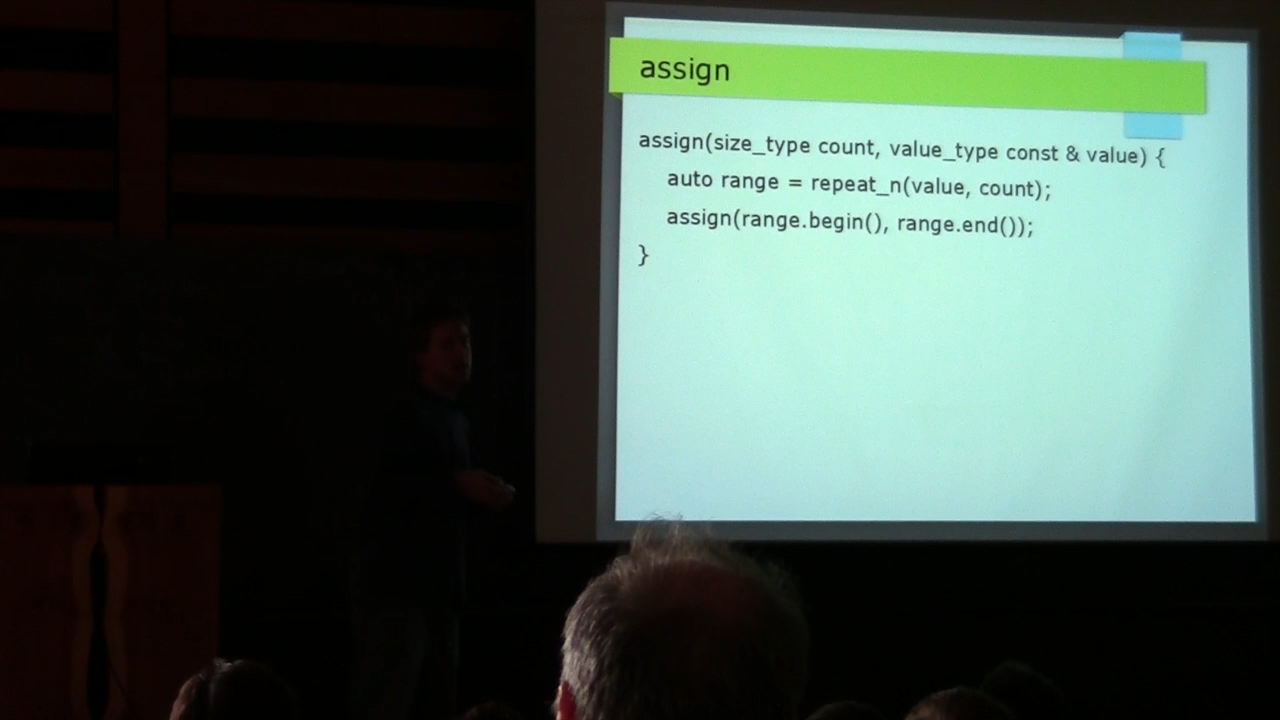 assign
assign(size_type count, value_type const & value) {
auto range = repeat_n(value, count);
assign(range.begin(), range.end());
}